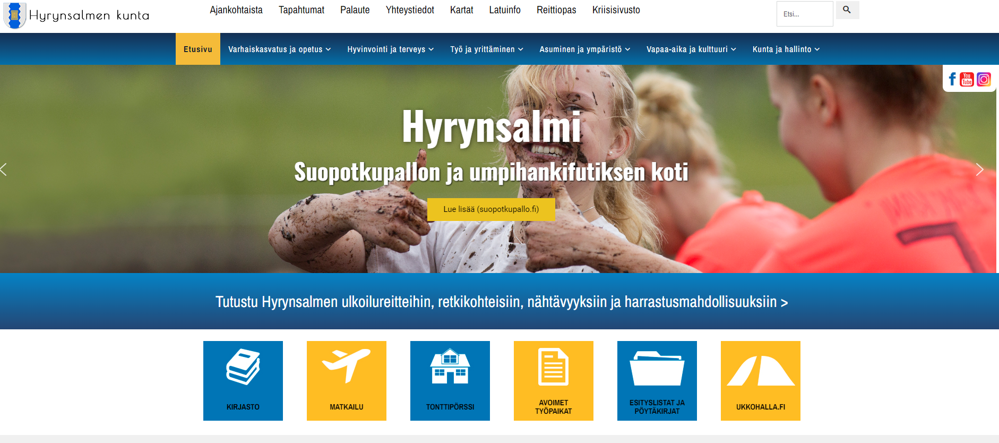 Hyrynsalmen kunta
Ajankohtaista Tapahtumat Palaute Yhteystiedot Kartat Latuinfo Reittiopas Kriisisivusto
Etsi...
Etusivu Varhaiskasvatus ja opetus Hyvinvointi ja terveys Työ ja yrittäminen Asuminen ja ympäristö Vapaa-aika ja kulttuuri Kunta ja hallinto
You
Tube
Hyrynsalmi
Suopotkupallon ja umpihankifutiksen koti
Lue lisää (suopotkupallo.fi)
7
Tutustu Hyrynsalmen ulkoilureitteihin, retkikohteisiin, nähtävyyksiin ja harrastusmahdollisuuksiin >
KIRJASTO
MATKAILU
TONTTIPÖRSSI
AVOIMET
TYÖPAIKAT
ESITYSLISTAT JA
PÖYTÄKIRJAT
UKKOHALLA.FI